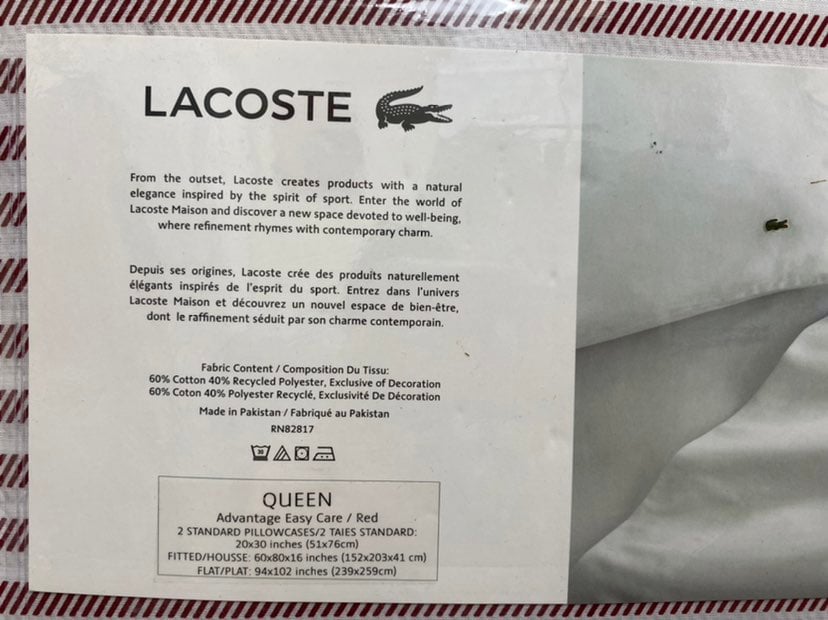 LACOSTE
From the outset, Lacoste creates products with a natural
elegance inspired by the spirit of sport. Enter the world of
Lacoste Maison and discover a new space devoted to well-being,
where refinement rhymes with contemporary charm.
Depuis ses origines, Lacoste crée des produits naturellement
élégants inspirés de l'esprit du sport. Entrez dans l'univers
Lacoste Maison et découvrez un nouvel espace de bien-être,
dont le raffinement séduit par son charme contemporain.
Fabric Content / Composition Du Tissu:
60% Cotton 40% Recycled Polyester, Exclusive of Decoration
60% Coton 40% Polyester Recyclé, Exclusivité De Décoration
Made in Pakistan / Fabriqué au Pakistan
RN82817
30
QUEEN
Advantage Easy Care / Red
2 STANDARD PILLOWCASES/2 TAIES STANDARD:
20x30 inches (51x76cm)
FITTED/HOUSSE: 60x80x16 inches (152x203x41 cm)
FLAT/PLAT: 94x102 inches (239x259cm)